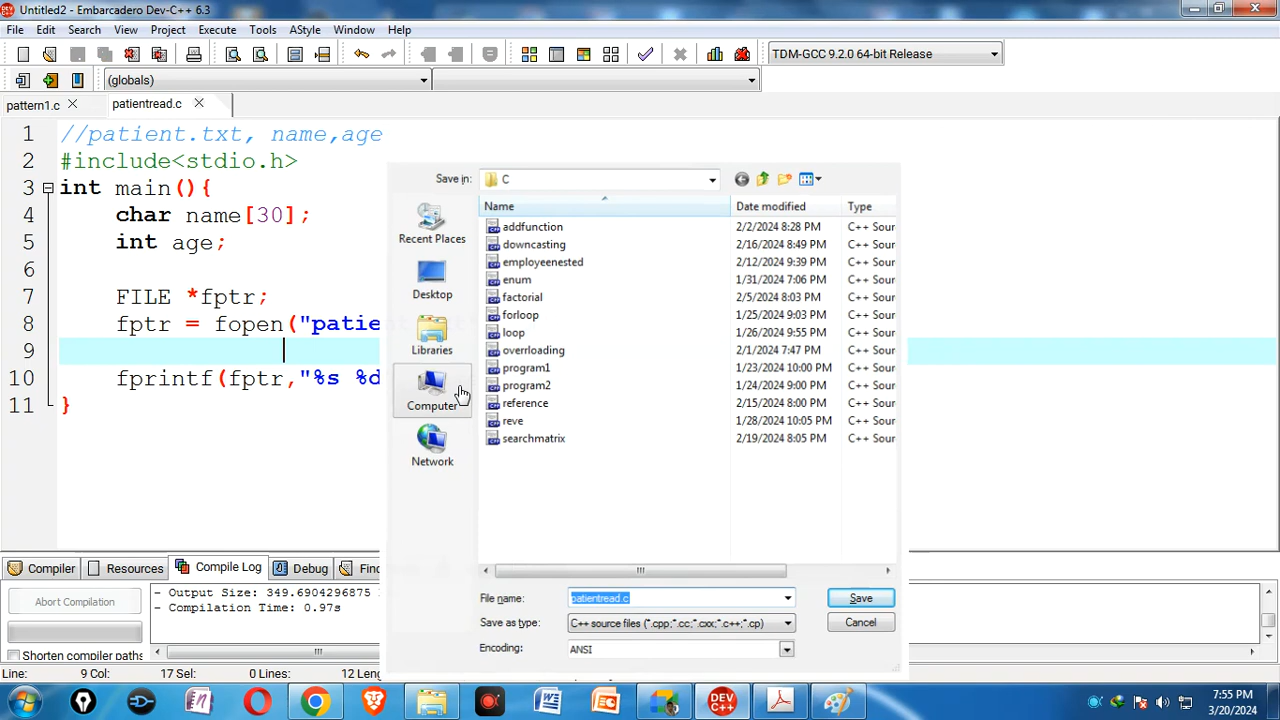 Untitled2 - Embarcadero Dev-C++ 6.3
File Edit Search View Project Execute Tools AStyle Window Help
TDM-GCC 9.2.0 64-bit Release
(globals)
pattern1.c patientread.c
1 //patient.txt, name,age
2 #include<stdio.h>
3 int main(){
4 char name[30];
5 int age;
6
7 FILE *fptr;
8 fptr = fopen("patie
9
10 fprintf(fptr,"%s %d
11 }
Save in: C
Name Date modified Type
addfunction 2/2/2024 8:28 PM C++ Sour
downcasting 2/16/2024 8:49 PM C++ Sour
employeenested 2/12/2024 9:39 PM C++ Sour
enum 1/31/2024 7:06 PM C++ Sour
factorial 2/5/2024 8:03 PM C++ Sour
forloop 1/25/2024 9:03 PM C++ Sour
loop 1/26/2024 9:55 PM C++ Sour
overrloading 2/1/2024 7:47 PM C++ Sour
program1 1/23/2024 10:00 PM C++ Sour
program2 1/24/2024 9:00 PM C++ Sour
reference 2/15/2024 8:00 PM C++ Sour
reve 1/28/2024 10:05 PM C++ Sour
searchmatrix 2/19/2024 8:05 PM C++ Sour
Recent Places
Desktop
Libraries
Computer
Network
File name: patientread.c Save
Save as type: C++ source files (*.cpp;*.cc;*.cxx;*.c++;*.cp) Cancel
Encoding: ANSI
Compiler Resources Compile Log Debug Find
Abort Compilation
Shorten compiler paths
- Output Size: 349.6904296875
- Compilation Time: 0.97s
Line: 9 Col: 17 Sel: 0 Lines: 12 Leng
DEV C++
7:55 PM
3/20/2024